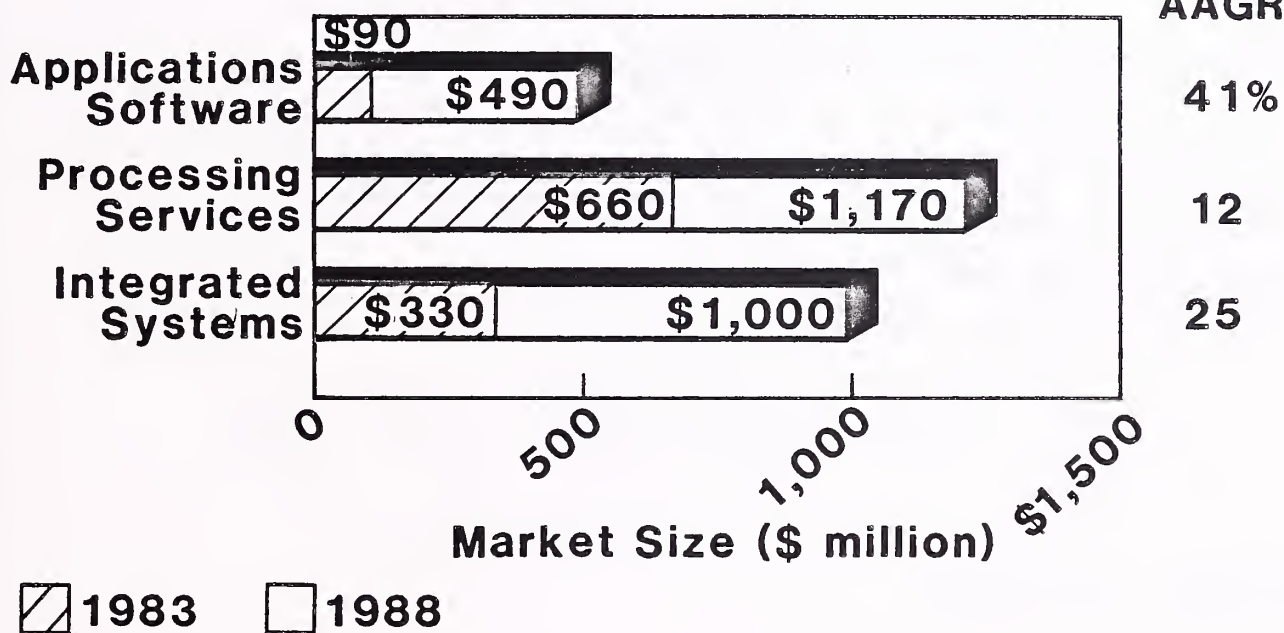 AAGR
$90
Applications
Software
$490
41%
Processing
Services
$660
$1,170
12
Integrated
Systems
$330
$1,000
25
0
500
1,000
$1,500
Market Size ($ million)
1983
1988